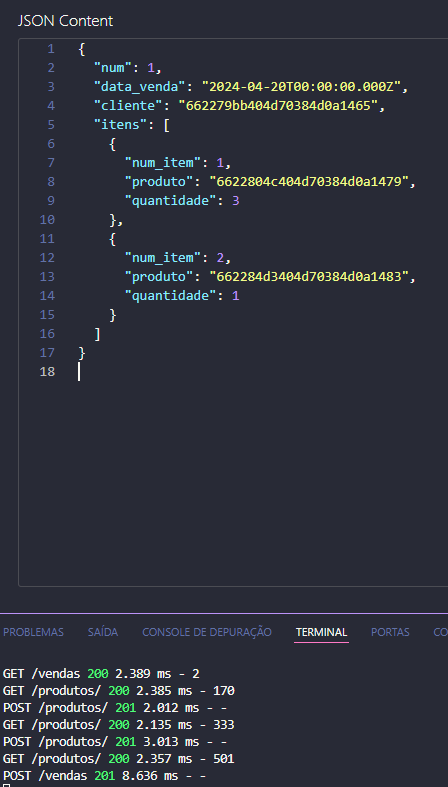 JSON Content
1 {
2 "num": 1,
3 "data_venda": "2024-04-20T00:00:00.000Z",
4 "cliente": "662279bb404d70384d0a1465",
5 "itens": [
6 {
7 "num_item": 1,
8 "produto": "6622804c404d70384d0a1479",
9 "quantidade": 3
10 },
11 {
12 "num_item": 2,
13 "produto": "662284d3404d70384d0a1483",
14 "quantidade": 1
15 }
16 ]
17 }
18
PROBLEMAS SAÍDA CONSOLE DE DEPURAÇÃO TERMINAL PORTAS CO
GET /vendas 200 2.389 ms - 2
GET /produtos/ 200 2.385 ms - 170
POST /produtos/ 201 2.012 ms - -
GET /produtos/ 200 2.135 ms - 333
POST /produtos/ 201 3.013 ms - -
GET /produtos/ 200 2.357 ms - 501
POST /vendas 201 8.636 ms - -